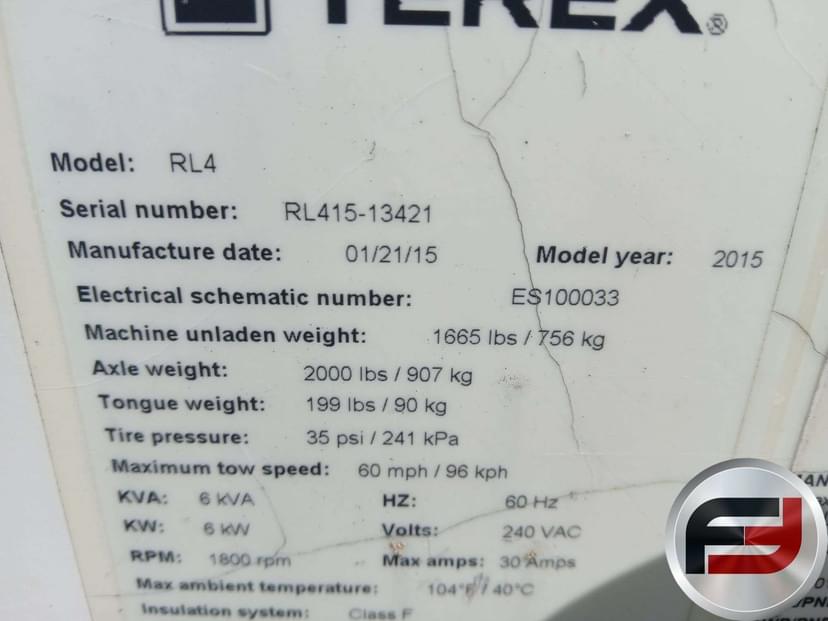 TEREX®
Model: RL4
Serial number: RL415-13421
Manufacture date: 01/21/15 Model year: 2015
Electrical schematic number: ES100033
Machine unladen weight: 1665 lbs / 756 kg
Axle weight: 2000 lbs / 907 kg
Tongue weight: 199 lbs / 90 kg
Tire pressure: 35 psi / 241 kPa
Maximum tow speed: 60 mph / 96 kph
KVA: 6 kVA HZ: 60 Hz
KW: 6 kW Volts: 240 VAC
RPM: 1800 rpm Max amps: 30 Amps
Max ambient temperature: 104°F / 40°C
Insulation system: Class F